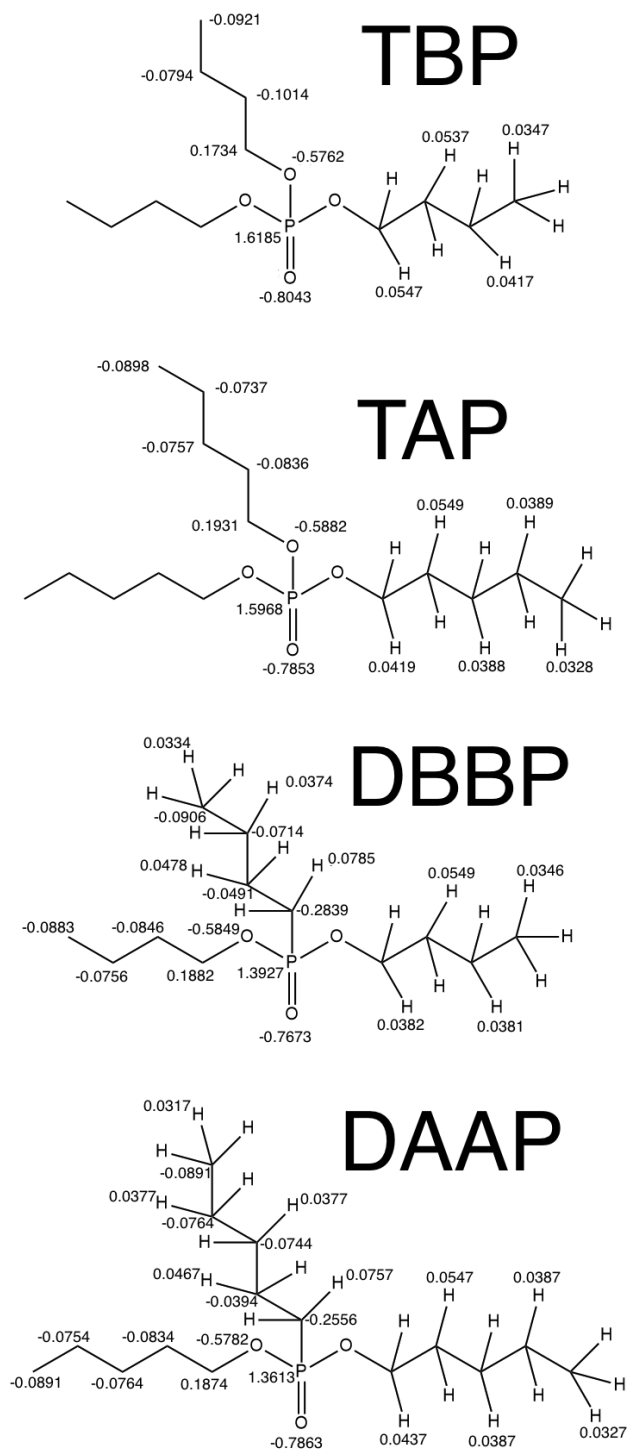 -0.0921
TBP
-0.0794
-0.1014
0.0537 0.0347
0.1734 -0.5762
H H
O H H H
O O
P H
1.6185 H H
O H H
-0.8043 0.0547 0.0417
-0.0898
-0.0737
TAP
-0.0757
-0.0836
0.0549 0.0389
0.1931 -0.5882
H H
O H H H
O O
P
1.5968 H H
O H H H
-0.7853 0.0419 0.0388 0.0328
0.0334
H H
DBBP
H H 0.0374
-0.0906
H -0.0714
0.0478 H H H 0.0785
-0.0491
0.0549 0.0346
H -0.2839 H H
-0.0883 -0.0846 -0.5849 H H
O O H
P
1.3927 H H
-0.0756 0.1882
O H H
-0.7673 0.0382 0.0381
0.0317 H H
DAAP
H
-0.0891
0.0377 H H
-0.0764 H 0.0377
H -0.0744
0.0467 H H H 0.0757
-0.0394
0.0547 0.0387
H -0.2556 H H
-0.0754 -0.0834 -0.5782 O O H H H
P
1.3613
-0.0891 -0.0764 0.1874 H H H
O H H H
-0.7863 0.0437 0.0387 0.0327